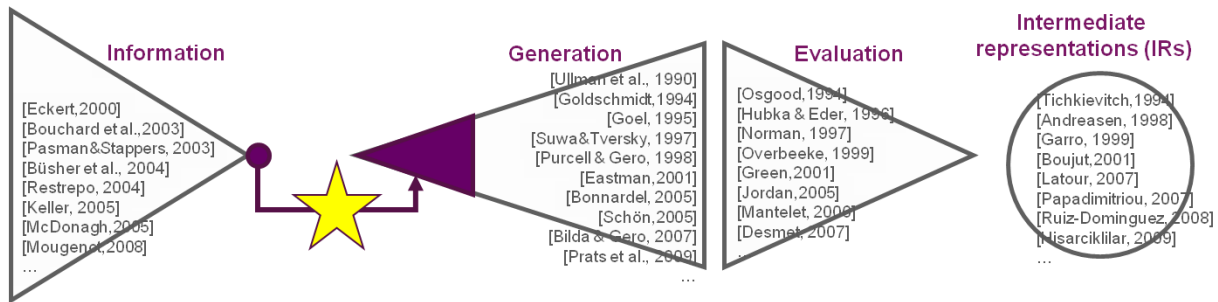 Information
[Eckert,2000]
[Bouchard et al.,2003]
[Pasman&Stappers, 2003]
[Büsher et al., 2004]
[Restrepo, 2004]
[Keller, 2005]
[McDonagh,2005]
[Mougenot,2008]
...
Generation
[Ullman et al., 1990]
[Goldschmidt,1994]
[Goel, 1995]
[Suwa&Tversky, 1997]
[Purcell & Gero, 1998]
[Eastman,2001]
[Bonnardel, 2005]
[Schön,2005]
[Bilda & Gero, 2007]
[Prats et al., 2009]
...
Evaluation
[Osgood,1994]
[Hubka & Eder, 1996]
[Norman, 1997]
[Overbeeke, 1999]
[Green,2001]
[Jordan,2005]
[Mantelet, 2006]
[Desmet, 2007]
...
Intermediate
representations (IRs)
[Tichkievitch,1994]
[Andreasen, 1998]
[Garro, 1999]
[Boujut,2001]
[Latour, 2007]
[Papadimitriou, 2007]
[Ruiz-Dominguez, 2008]
[Hisarciklilar, 2009]
...